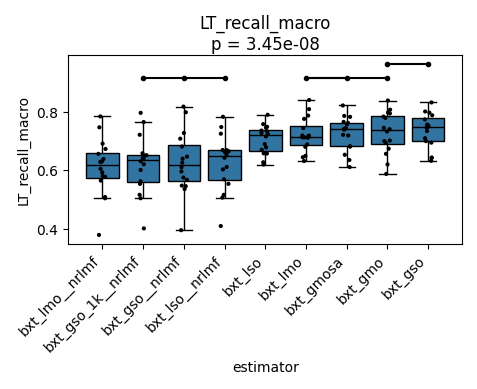 LT_recall_macro
p = 3.45e-08
LT_recall_macro
0.8
0.6
0.4
bxt_lmo__nrlmf
bxt_gso_1k__nrlmf
bxt_gso__nrlmf
bxt_lso__nrlmf
bxt_lso
bxt_lmo
bxt_gmosa
bxt_gmo
bxt_gso
estimator